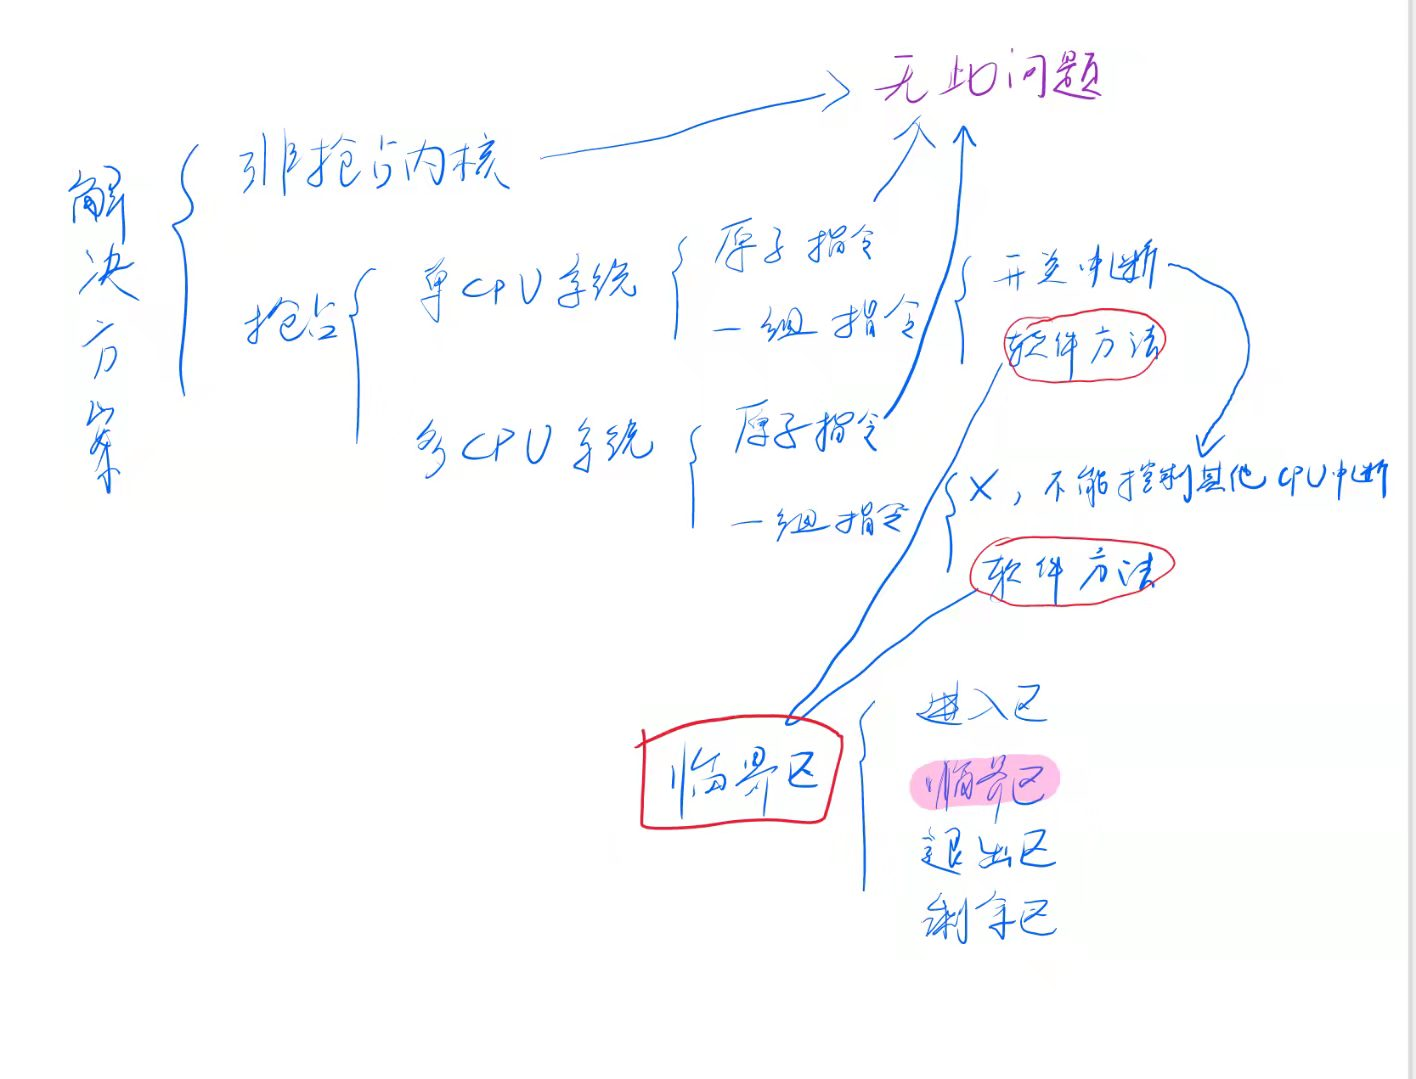 无此问题
解决方案
非抢占内核
抢占
单CPU系统
原子指令
一组指令
开关中断
软件方法
多CPU系统
原子指令
一组指令
X，不能控制其他CPU中断
软件方法
临界区
进入区
临界区
退出区
剩余区